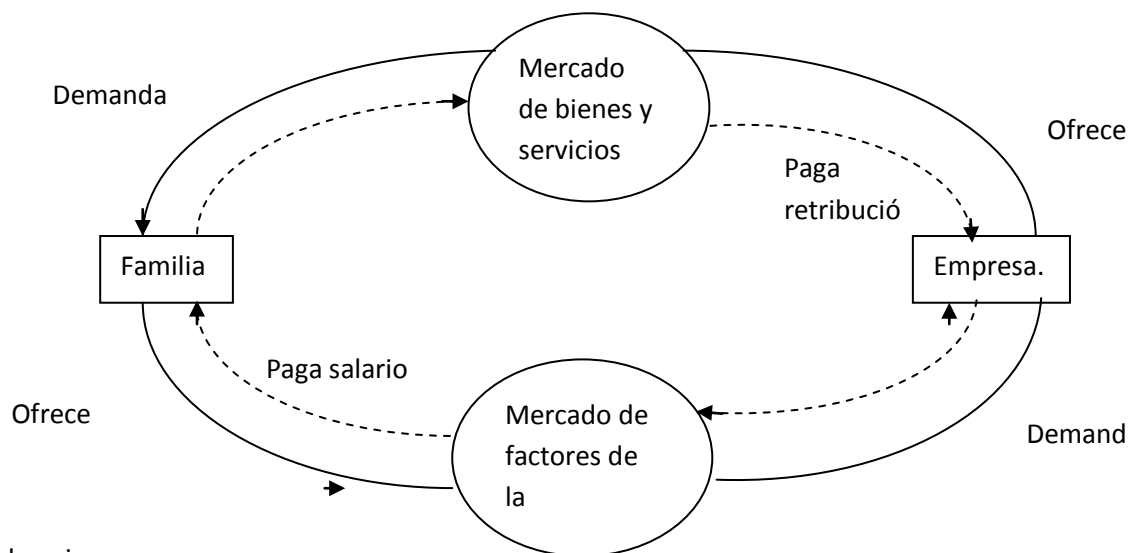 Mercado
de bienes y
servicios
Demanda
Ofrece
Paga
retribució
Familia
Empresa.
Paga salario
Ofrece
Mercado de
factores de
la
Demand